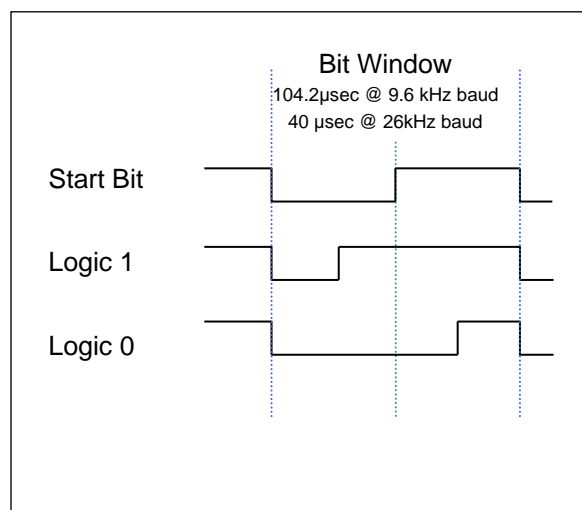 Bit Window
104.2µsec @ 9.6 kHz baud
40 µsec @ 26kHz baud
Start Bit
Logic 1
Logic 0